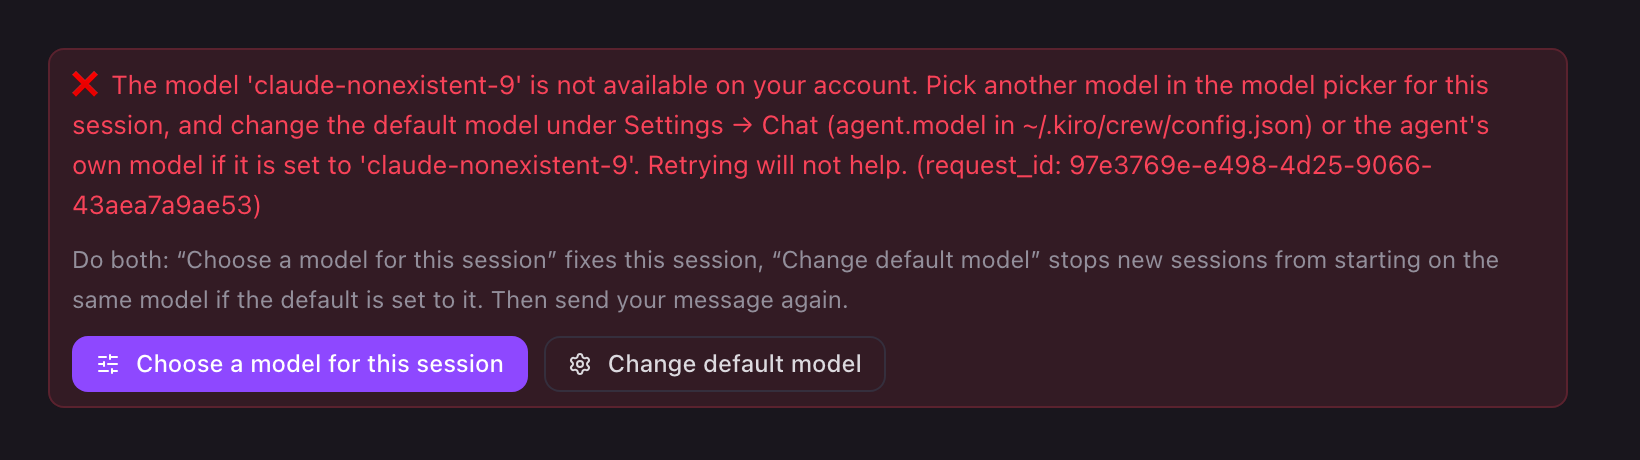 ❌ The model 'claude-nonexistent-9' is not available on your account. Pick another model in the model picker for this
session, and change the default model under Settings → Chat (agent.model in ~/.kiro/crew/config.json) or the agent's
own model if it is set to 'claude-nonexistent-9'. Retrying will not help. (request_id: 97e3769e-e498-4d25-9066-
43aea7a9ae53)
Do both: “Choose a model for this session” fixes this session, “Change default model” stops new sessions from starting on the
same model if the default is set to it. Then send your message again.
Choose a model for this session
Change default model